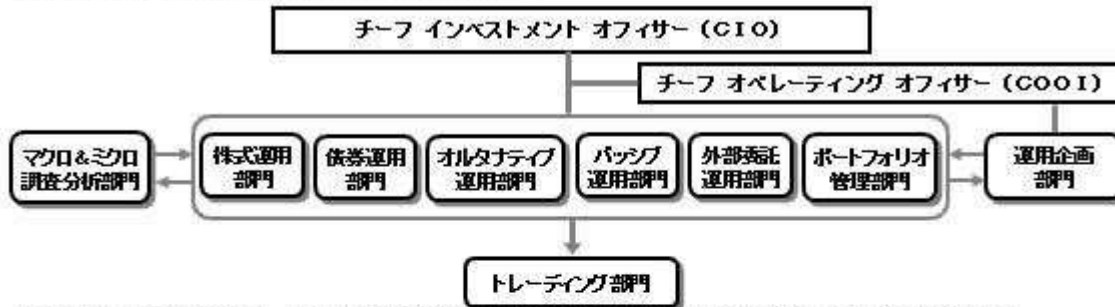 チーフ インベストメント オフィサー (CIO)
チーフ オペレーティング オフィサー (COOI)
マクロ&ミクロ
調査分析部門
株式運用
部門
債券運用
部門
オルタナティブ
運用部門
パッシブ
運用部門
外部委託
運用部門
ポートフォリオ
管理部門
運用企画
部門
トレーディング部門